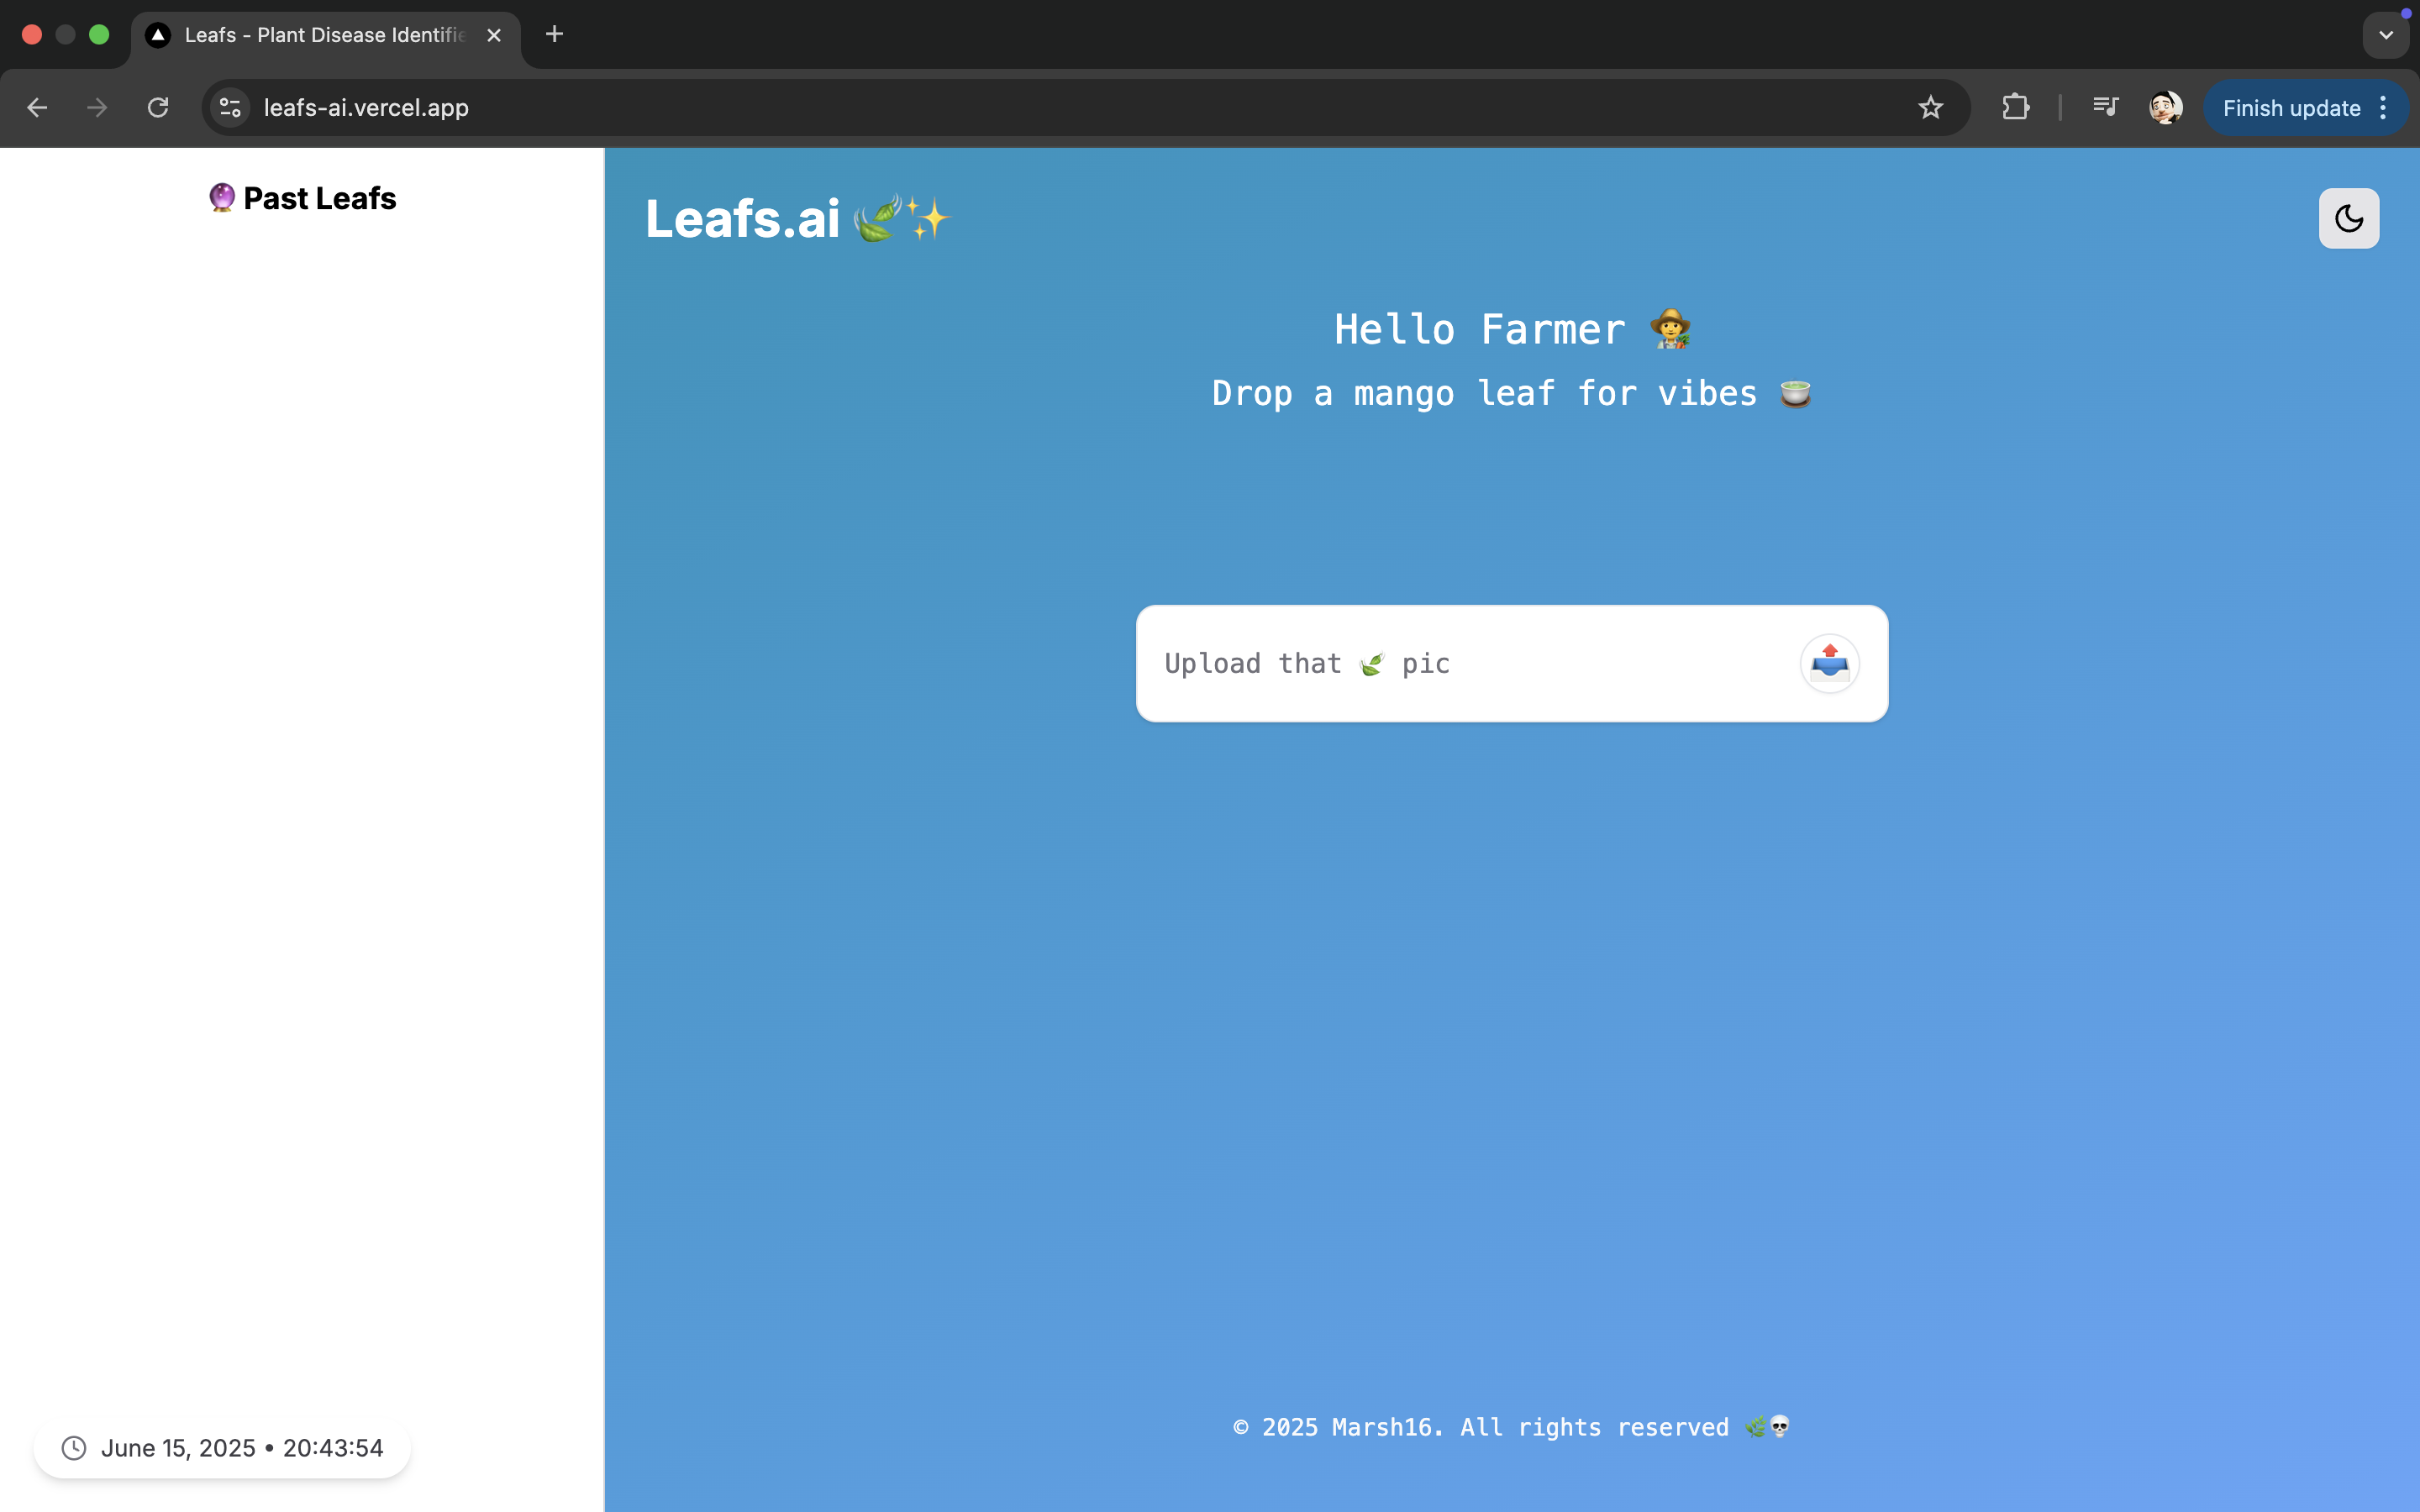 Leafs - Plant Disease Identifie
leafs-ai.vercel.app
Finish update
🔮 Past Leafs
Leafs.ai 🍃✨
Hello Farmer 🧑‍🌾
Drop a mango leaf for vibes 🍵
Upload that 🍃 pic
© 2025 Marsh16. All rights reserved 🌿💀
June 15, 2025 • 20:43:54